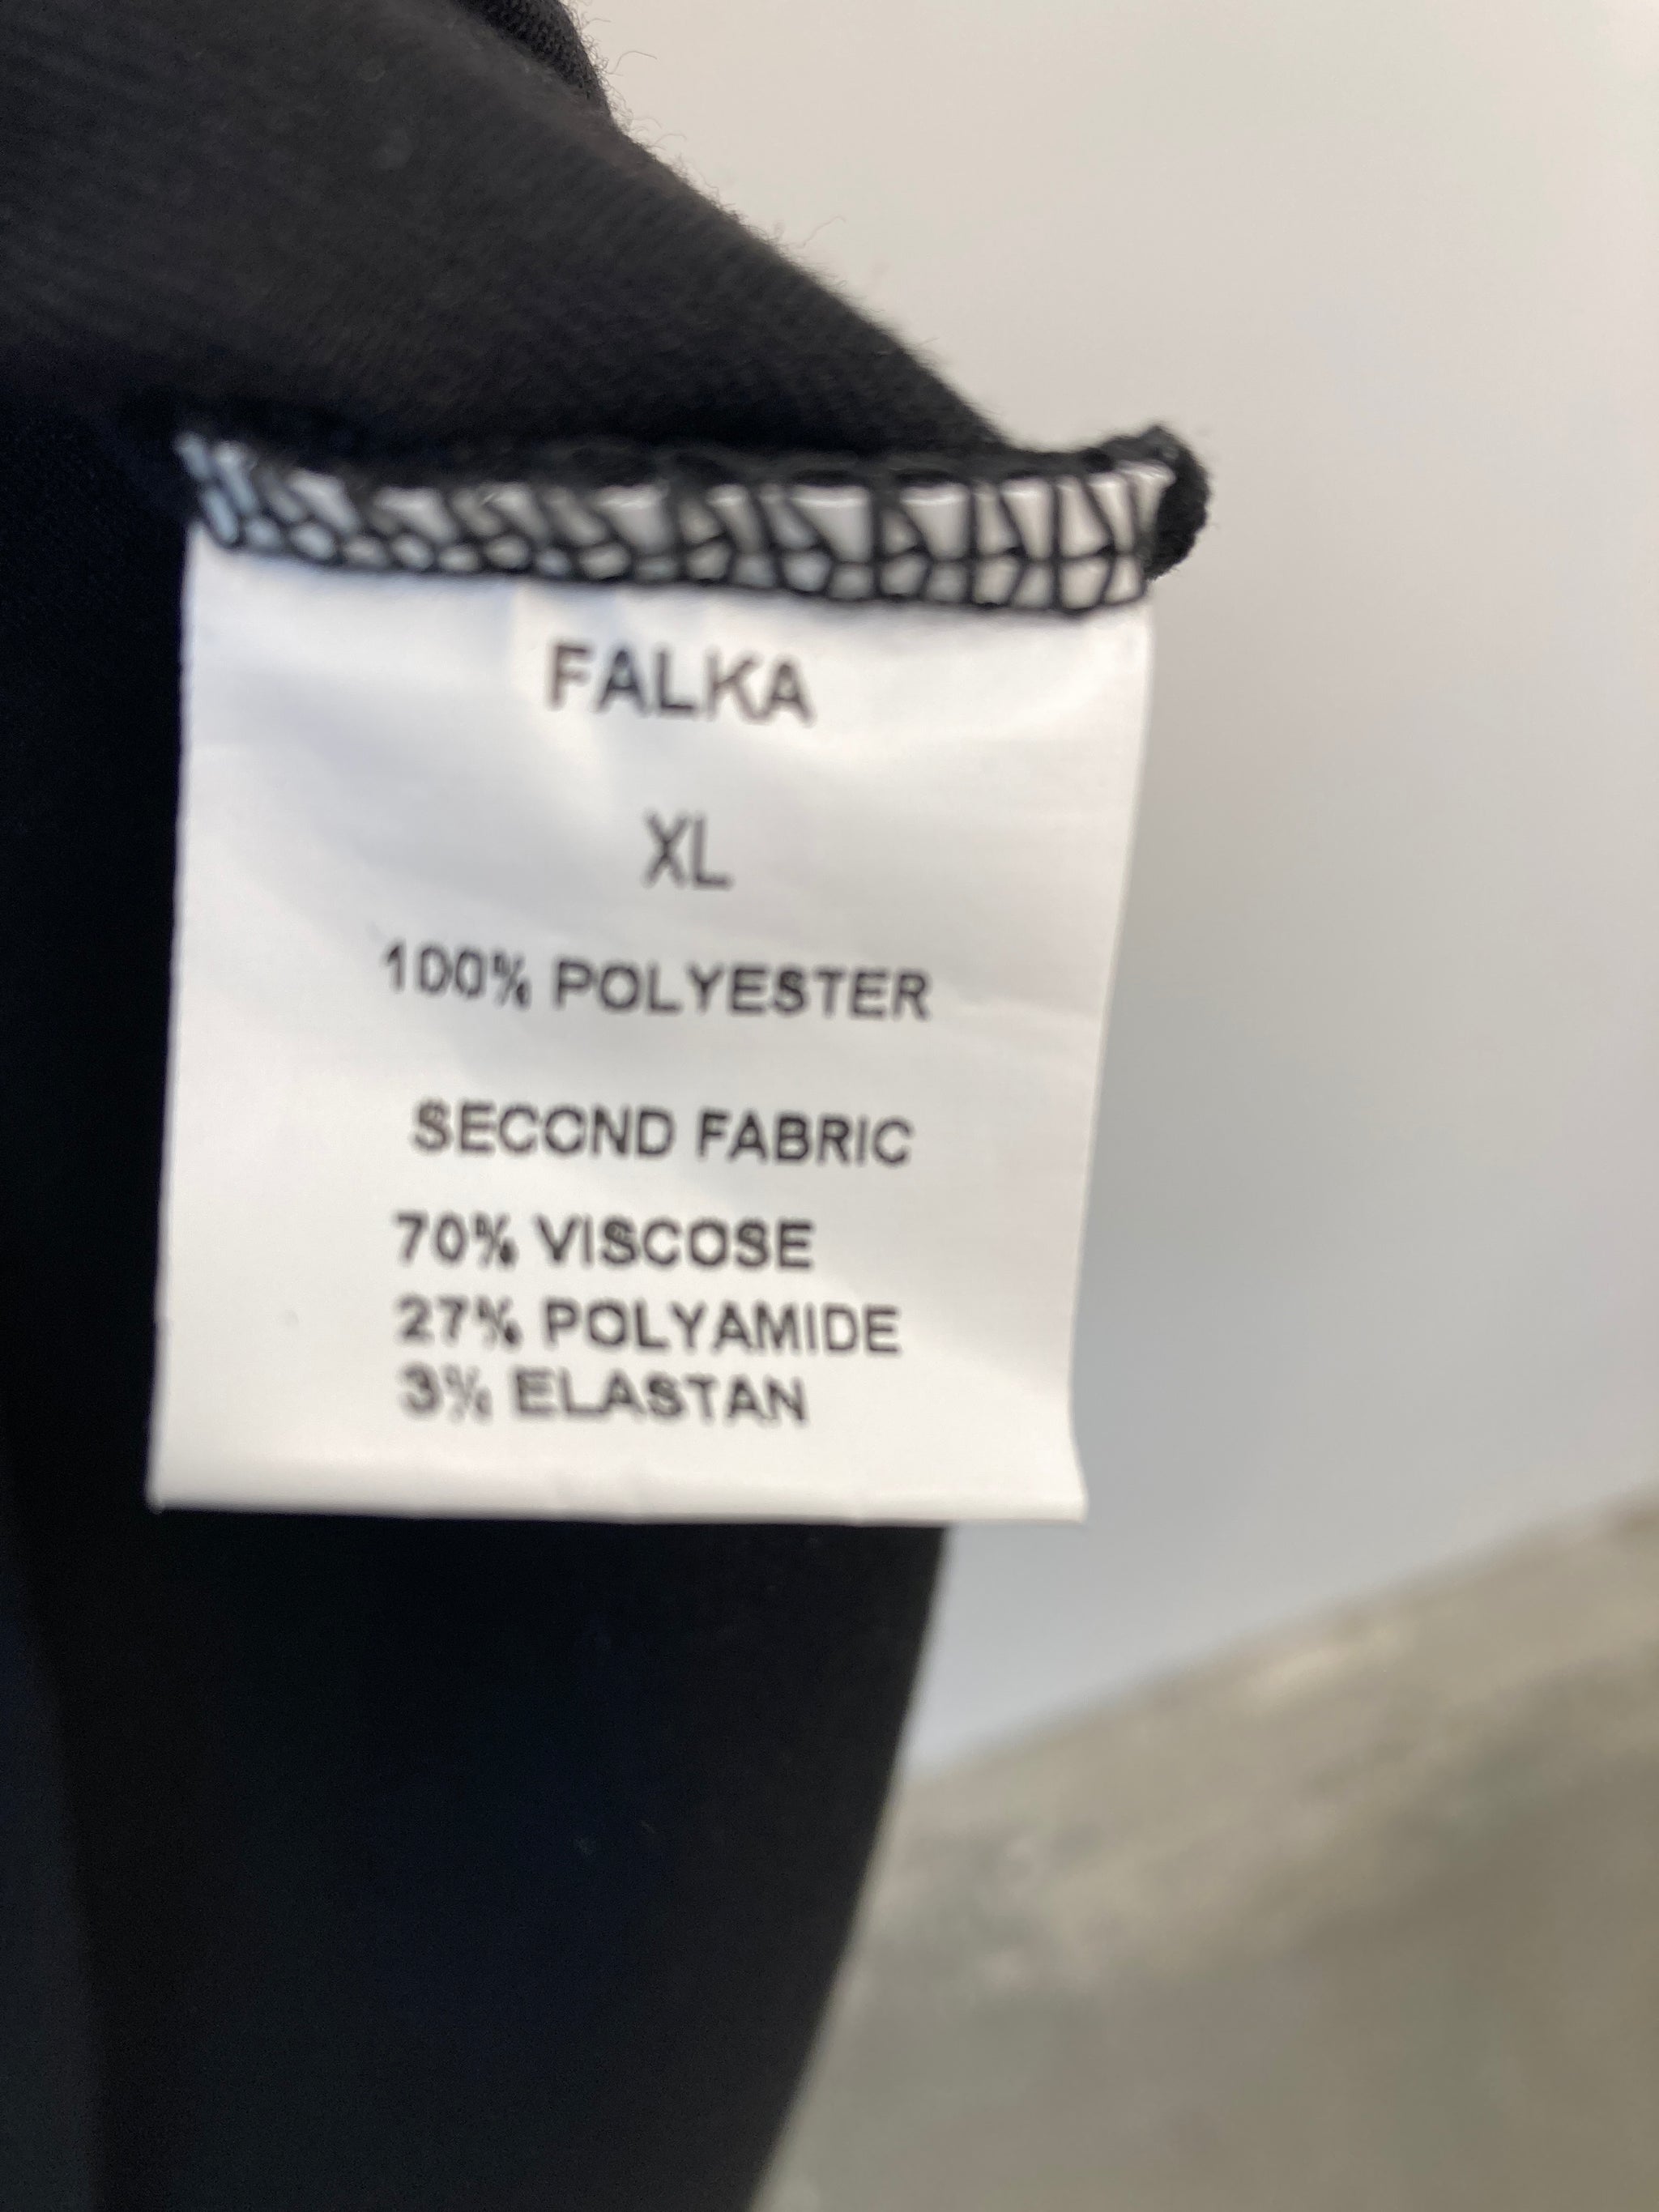 FALKA
XL
100% POLYESTER
SECOND FABRIC
70% VISCOSE
27% POLYAMIDE
3% ELASTAN